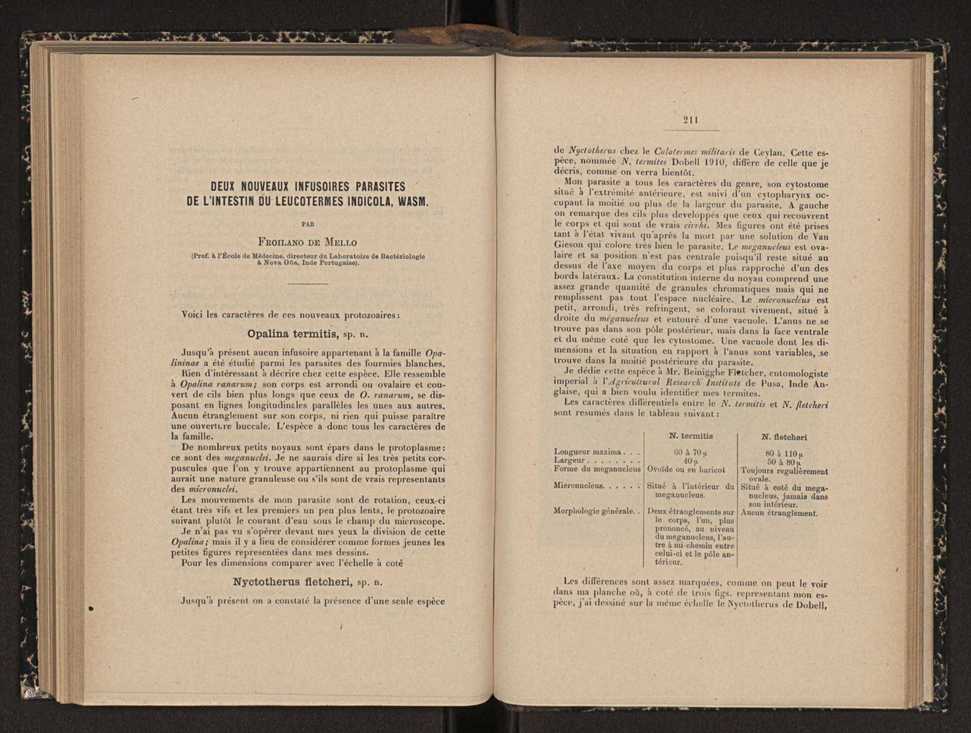 DEUX NOUVEAUX INFUSOIRES PARASITES
DE L'INTESTIN DU LEUCOTERMES INDICOLA, WASM.
PAR
FROILANO DE MELLO
(Prof. à l'École de Médecine, directeur du Laboratoire de Bactériologie
à Nova Gôa, Inde Portugaise).
Voici les caractères de ces nouveaux protozoaires:
Opalina termitis, sp. n.
Jusqu'à présent aucun infusoire appartenant à la famille Opa-
lininae a été étudié parmi les parasites des fourmies blanches.
Rien d'intéressant à décrire chez cette espèce. Elle ressemble
à Opalina ranarum; son corps est arrondi ou ovalaire et cou-
vert de cils bien plus longs que ceux de O. ranarum, se dis-
posant en lignes longitudinales parallèles les unes aux autres.
Aucun étranglement sur son corps, ni rien qui puisse paraître
une ouverture buccale. L'espèce a donc tous les caractères de
la famille.
De nombreux petits noyaux sont épars dans le protoplasme:
ce sont des meganuclei. Je ne saurais dire si les très petits cor-
puscules que l'on y trouve appartiennent au protoplasme qui
aurait une nature granuleuse ou s'ils sont de vrais representants
des micronuclei.
Les mouvements de mon parasite sont de rotation, ceux-ci
étant très vifs et les premiers un peu plus lents, le protozoaire
suivant plutôt le courant d'eau sous le champ du microscope.
Je n'ai pas vu s'opérer devant mes yeux la division de cette
Opalina; mais il y a lieu de considérer comme formes jeunes les
petites figures representées dans mes dessins.
Pour les dimensions comparer avec l'échelle à coté
Nyctotherus fletcheri, sp. n.
Jusqu'à présent on a constaté la présence d'une seule espèce
211
de Nyctotherus chez le Calotermes militaris de Ceylan. Cette es-
pèce, nommée N. termites Dobell 1910, diffère de celle que je
décris, comme on verra bientôt.
Mon parasite a tous les caractères du genre, son cytostome
situé à l'extrémité antérieure, est suivi d'un cytopharynx oc-
cupant la moitié ou plus de la largeur du parasite. A gauche
on remarque des cils plus developpés que ceux qui recouvrent
le corps et qui sont de vrais cirrhi. Mes figures ont été prises
tant à l'état vivant qu'après la mort par une solution de Van
Gieson qui colore très bien le parasite. Le meganucleus est ova-
laire et sa position n'est pas centrale puisqu'il reste situé au
dessus de l'axe moyen du corps et plus rapproché d'un des
bords latéraux. La constitution interne du noyau comprend une
assez grande quantité de granules chromatiques mais qui ne
remplissent pas tout l'espace nucléaire. Le micronucleus est
petit, arrondi, très refringent, se colorant vivement, situé à
droite du méganucleus et entouré d'une vacuole. L'anus ne se
trouve pas dans son pôle postérieur, mais dans la face ventrale
et du même coté que les cytostome. Une vacuole dont les di-
mensions et la situation en rapport à l'anus sont variables, se
trouve dans la moitié postérieure du parasite.
Je dédie cette espèce à Mr. Beinigghe Fletcher, entomologiste
imperial à l'Agricultural Research Institute de Pusa, Inde An-
glaise, qui a bien voulu identifier mes termites.
Les caractères différentiels entre le N. termitis et N. fletcheri
sont resumés dans le tableau suivant:
N. termitis N. fletcheri
Longueur maxima . . . 60 à 70 µ 80 à 110 µ
Largeur . . . . . . . . 40 µ 50 à 80 µ
Forme du meganucleus Ovoïde ou en haricot Toujours regulièrement
ovale.
Micronucleus. . . . . . Situé à l'intérieur du Situé à coté du mega-
meganucleus. nucleus, jamais dans
son intérieur.
Morphologie générale. . Deux étranglements sur Aucun étranglement.
le corps, l'un, plus
prononcé, au niveau
du meganucleus, l'au-
tre à mi-chemin entre
celui-ci et le pôle an-
térieur.
Les différences sont assez marquées, comme on peut le voir
dans ma planche où, à coté de trois figs. representant mon es-
pèce, j'ai dessiné sur la même échelle le Nyctotherus de Dobell,